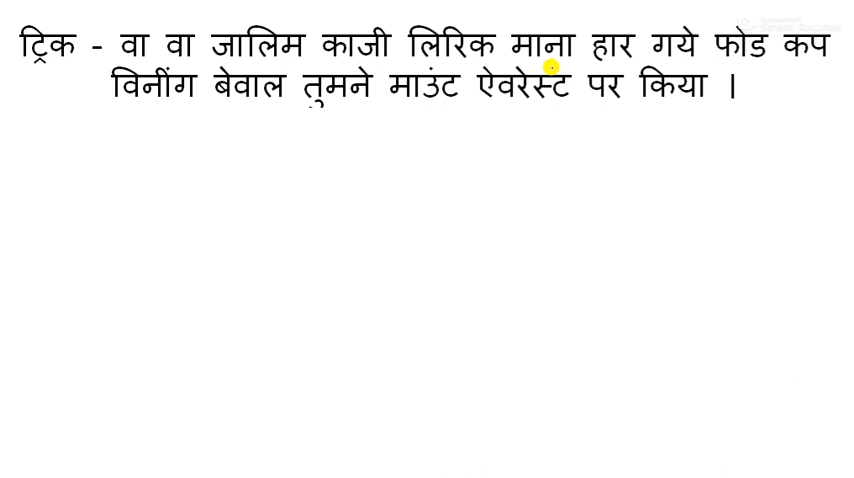 ट्रिक - वा वा जालिम काजी लिरिक माना हार गये फोड कप
विनींग बेवाल तुमने माउंट ऐवरेस्ट पर किया ।